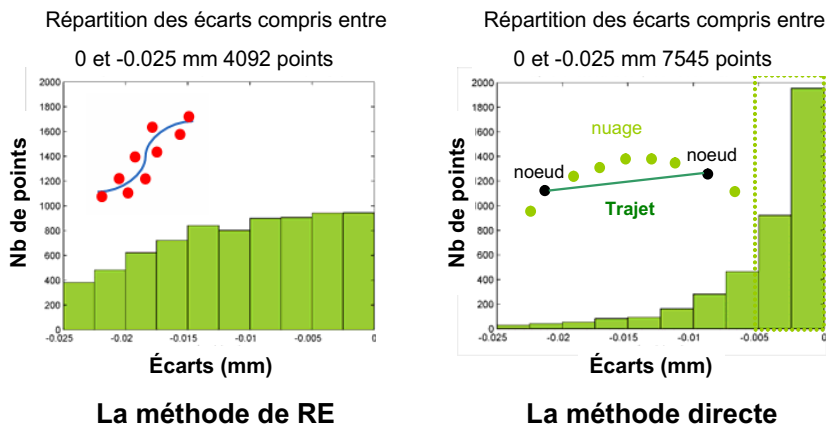 Répartition des écarts compris entre
0 et -0.025 mm 4092 points
Nb de points
2000
1800
1600
1400
1200
1000
800
600
400
200
0
-0.025
-0.02
-0.015
-0.01
-0.005
0
Écarts (mm)
La méthode de RE
Répartition des écarts compris entre
0 et -0.025 mm 7545 points
Nb de points
2000
1800
1600
1400
1200
1000
800
600
400
200
0
nuage
noeud
noeud
Trajet
-0.025
-0.02
-0.015
-0.01
-0.005
0
Écarts (mm)
La méthode directe